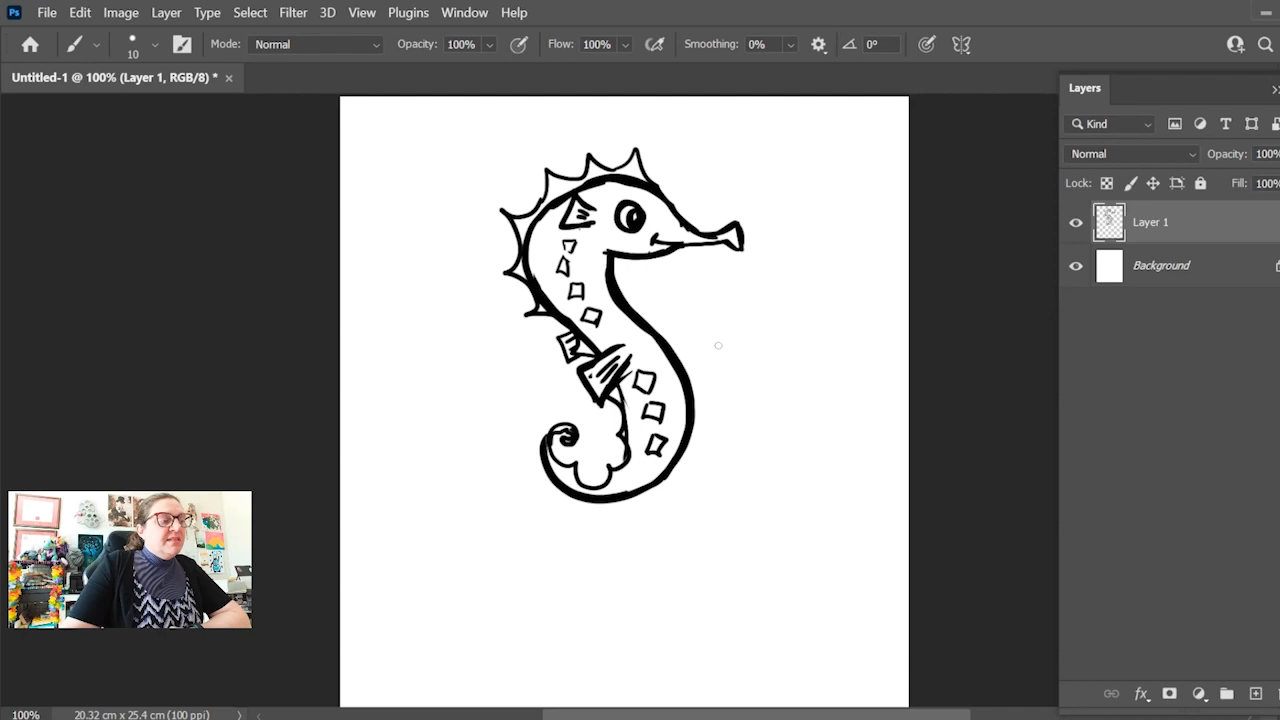 Ps File Edit Image Layer Type Select Filter 3D View Plugins Window Help
10 Mode: Normal Opacity: 100% Flow: 100% Smoothing: 0% 0°
Untitled-1 @ 100% (Layer 1, RGB/8) * ×
Layers
Kind
Normal Opacity: 100%
Lock: Fill: 100%
Layer 1
Background
fx
100% 20.32 cm x 25.4 cm (100 ppi)